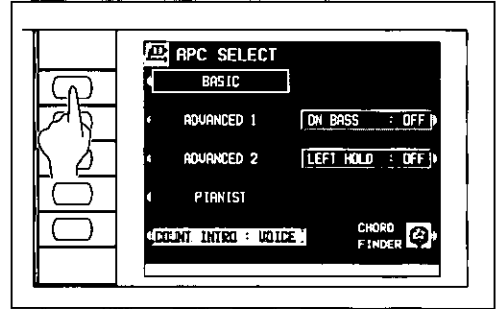 APC SELECT
BASIC
ADVANCED 1 ON BASS : OFF
ADVANCED 2 LEFT HOLD : OFF
PIANIST
COUNT INTRO : VOICE CHORD
FINDER